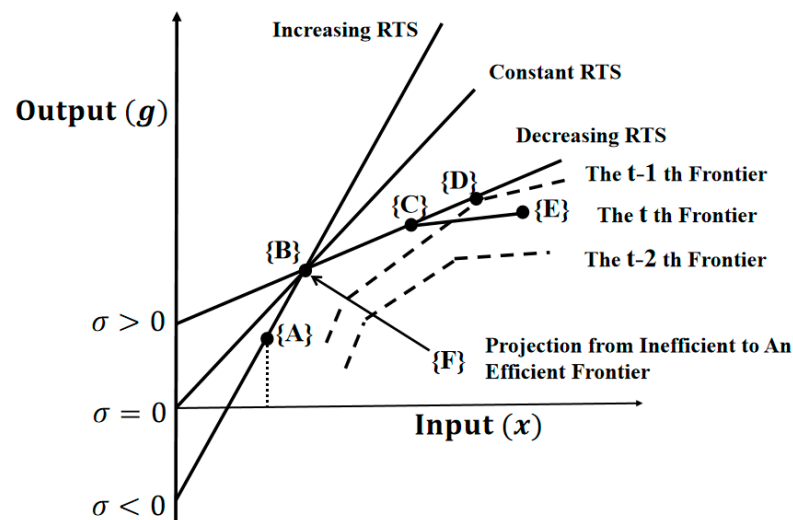 Increasing RTS
Constant RTS
Output (g)
Decreasing RTS
The t-1 th Frontier
{D}
{C}
{E}
The t th Frontier
{B}
The t-2 th Frontier
σ > 0
{A}
{F}
Projection from Inefficient to An
Efficient Frontier
σ = 0
Input (x)
σ < 0